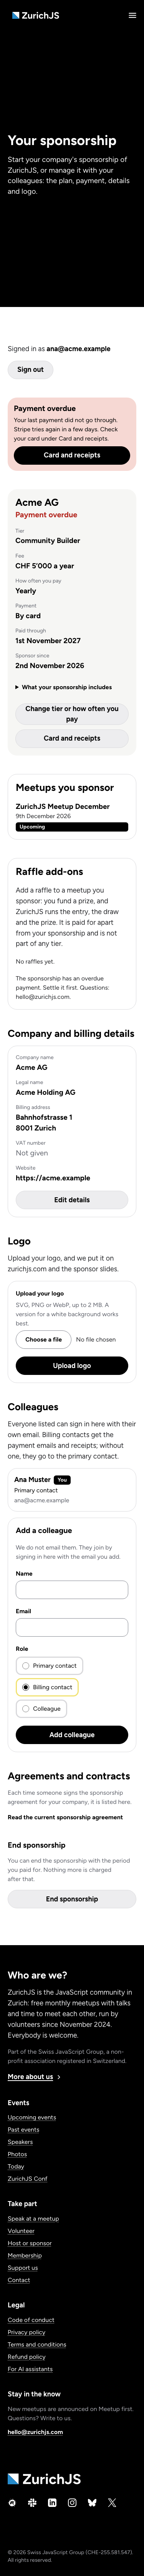 ZurichJS
Your sponsorship
Start your company's sponsorship of
ZurichJS, or manage it with your
colleagues: the plan, payment, details
and logo.
Signed in as ana@acme.example
Sign out
Payment overdue
Your last payment did not go through.
Stripe tries again in a few days. Check
your card under Card and receipts.
Card and receipts
Acme AG
Payment overdue
Tier
Community Builder
Fee
CHF 5'000 a year
How often you pay
Yearly
Payment
By card
Paid through
1st November 2027
Sponsor since
2nd November 2026
What your sponsorship includes
Change tier or how often you
pay
Card and receipts
Meetups you sponsor
ZurichJS Meetup December
9th December 2026
Upcoming
Raffle add-ons
Add a raffle to a meetup you
sponsor: you fund a prize, and
ZurichJS runs the entry, the draw
and the prize. It is paid for apart
from your sponsorship and is not
part of any tier.
No raffles yet.
The sponsorship has an overdue
payment. Settle it first. Questions:
hello@zurichjs.com.
Company and billing details
Company name
Acme AG
Legal name
Acme Holding AG
Billing address
Bahnhofstrasse 1
8001 Zurich
VAT number
Not given
Website
https://acme.example
Edit details
Logo
Upload your logo, and we put it on
zurichjs.com and the sponsor slides.
Upload your logo
SVG, PNG or WebP, up to 2 MB. A
version for a white background works
best.
Choose a file
No file chosen
Upload logo
Colleagues
Everyone listed can sign in here with their
own email. Billing contacts get the
payment emails and receipts; without
one, they go to the primary contact.
Ana Muster You
Primary contact
ana@acme.example
Add a colleague
We do not email them. They join by
signing in here with the email you add.
Name
Email
Role
Primary contact
Billing contact
Colleague
Add colleague
Agreements and contracts
Each time someone signs the sponsorship
agreement for your company, it is listed here.
Read the current sponsorship agreement
End sponsorship
You can end the sponsorship with the period
you paid for. Nothing more is charged
after that.
End sponsorship
Who are we?
ZurichJS is the JavaScript community in
Zurich: free monthly meetups with talks
and time to meet each other, run by
volunteers since November 2024.
Everybody is welcome.
Part of the Swiss JavaScript Group, a non-
profit association registered in Switzerland.
More about us
Events
Upcoming events
Past events
Speakers
Photos
Today
ZurichJS Conf
Take part
Speak at a meetup
Volunteer
Host or sponsor
Membership
Support us
Contact
Legal
Code of conduct
Privacy policy
Terms and conditions
Refund policy
For AI assistants
Stay in the know
New meetups are announced on Meetup first.
Questions? Write to us.
hello@zurichjs.com
ZurichJS
© 2026 Swiss JavaScript Group (CHE-255.581.547).
All rights reserved.